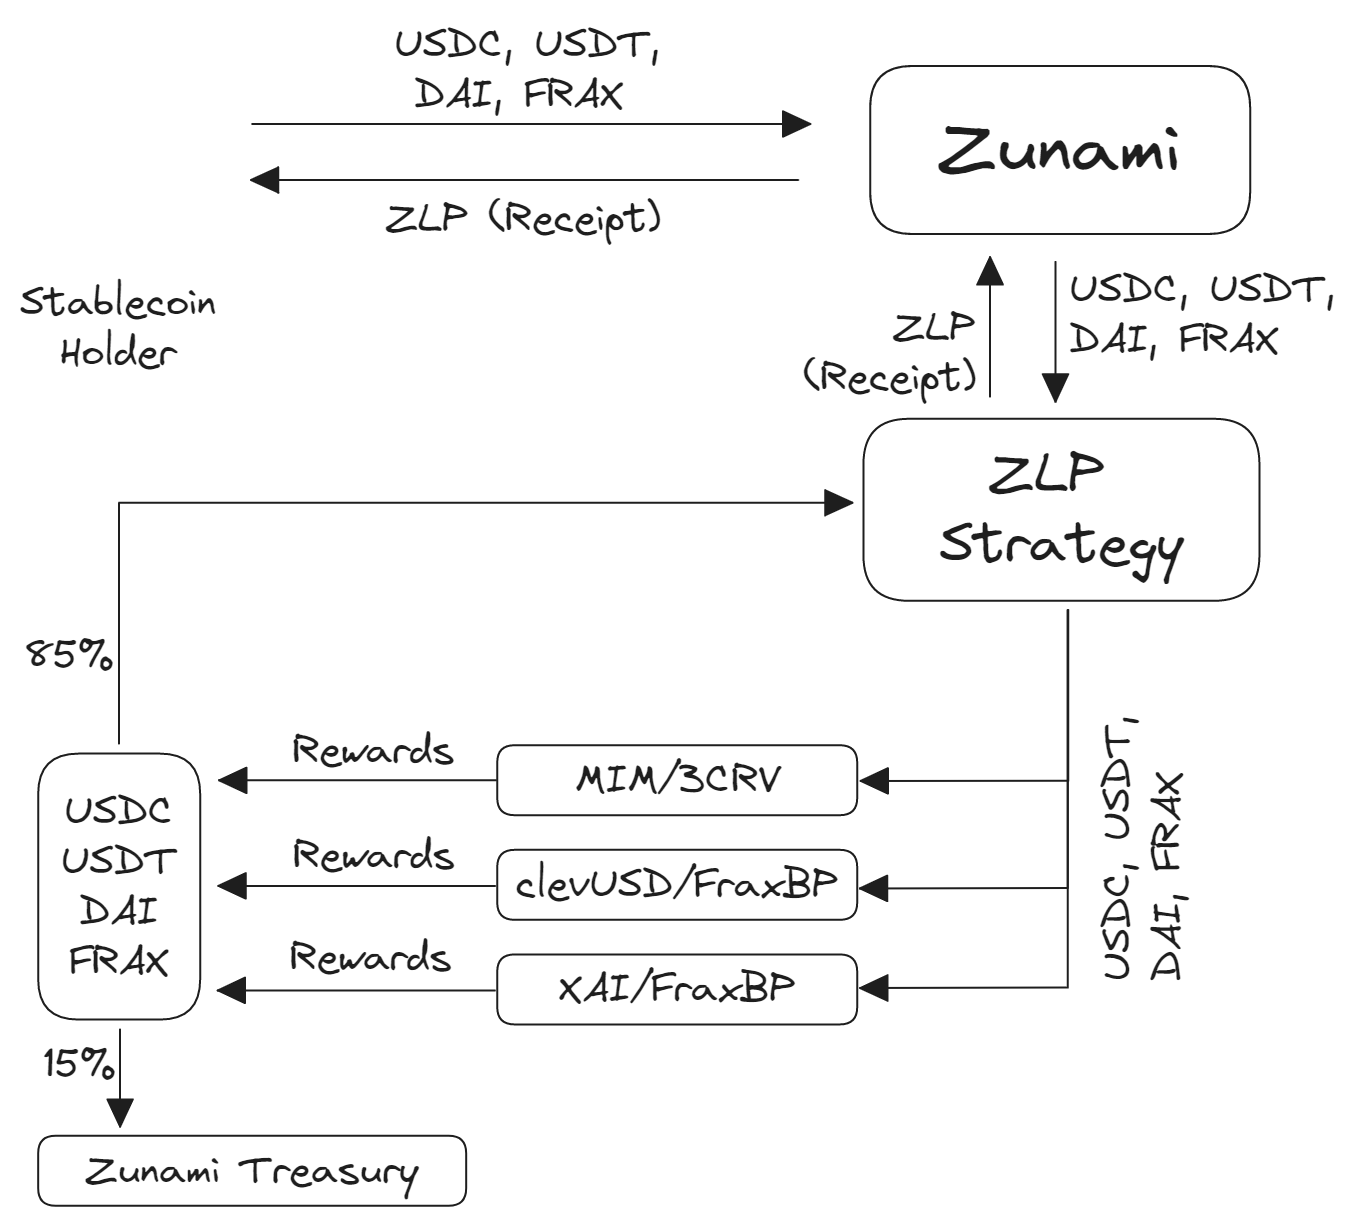 USDC, USDT,
DAI, FRAX
Zunami
ZLP (Receipt)
Stablecoin
Holder
ZLP
(Receipt)
USDC, USDT,
DAI, FRAX
ZLP
Strategy
85%
Rewards
MIM/3CRV
Rewards
clevUSD/FraxBP
Rewards
XAI/FraxBP
USDC, USDT,
DAI, FRAX
USDC
USDT
DAI
FRAX
15%
Zunami Treasury